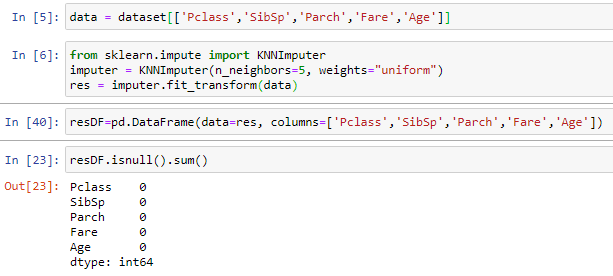 In [5]: data = dataset[['Pclass','SibSp','Parch','Fare','Age']]
In [6]: from sklearn.impute import KNNImputer
imputer = KNNImputer(n_neighbors=5, weights="uniform")
res = imputer.fit_transform(data)
In [40]: resDF=pd.DataFrame(data=res, columns=['Pclass','SibSp','Parch','Fare','Age'])
In [23]: resDF.isnull().sum()
Out[23]: Pclass 0
SibSp 0
Parch 0
Fare 0
Age 0
dtype: int64